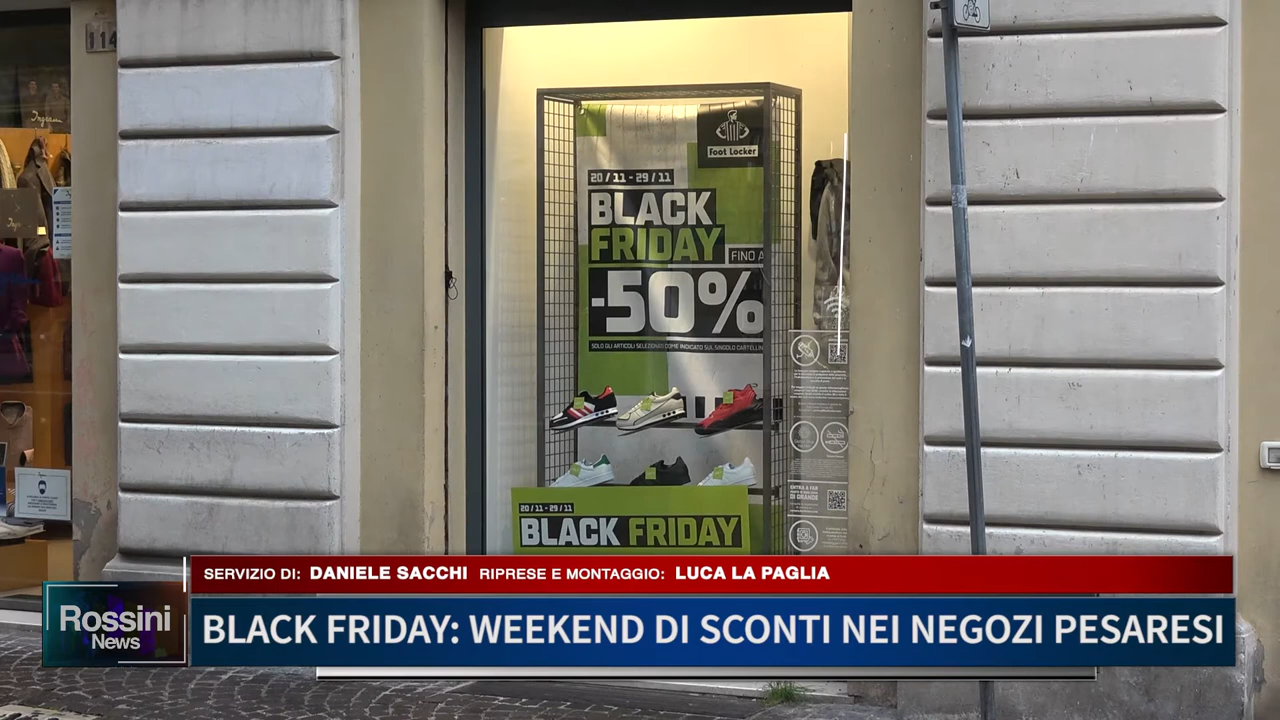 114
Ingram
Foot Locker
20/11 - 29/11
BLACK
FRIDAY
FINO A
-50%
SOLO GLI ARTICOLI SELEZIONATI COME INDICATO SUL SINGOLO CARTELLIN
20/11 - 29/11
BLACK FRIDAY
SERVIZIO DI: DANIELE SACCHI RIPRESE E MONTAGGIO: LUCA LA PAGLIA
Rossini
News
BLACK FRIDAY: WEEKEND DI SCONTI NEI NEGOZI PESARESI